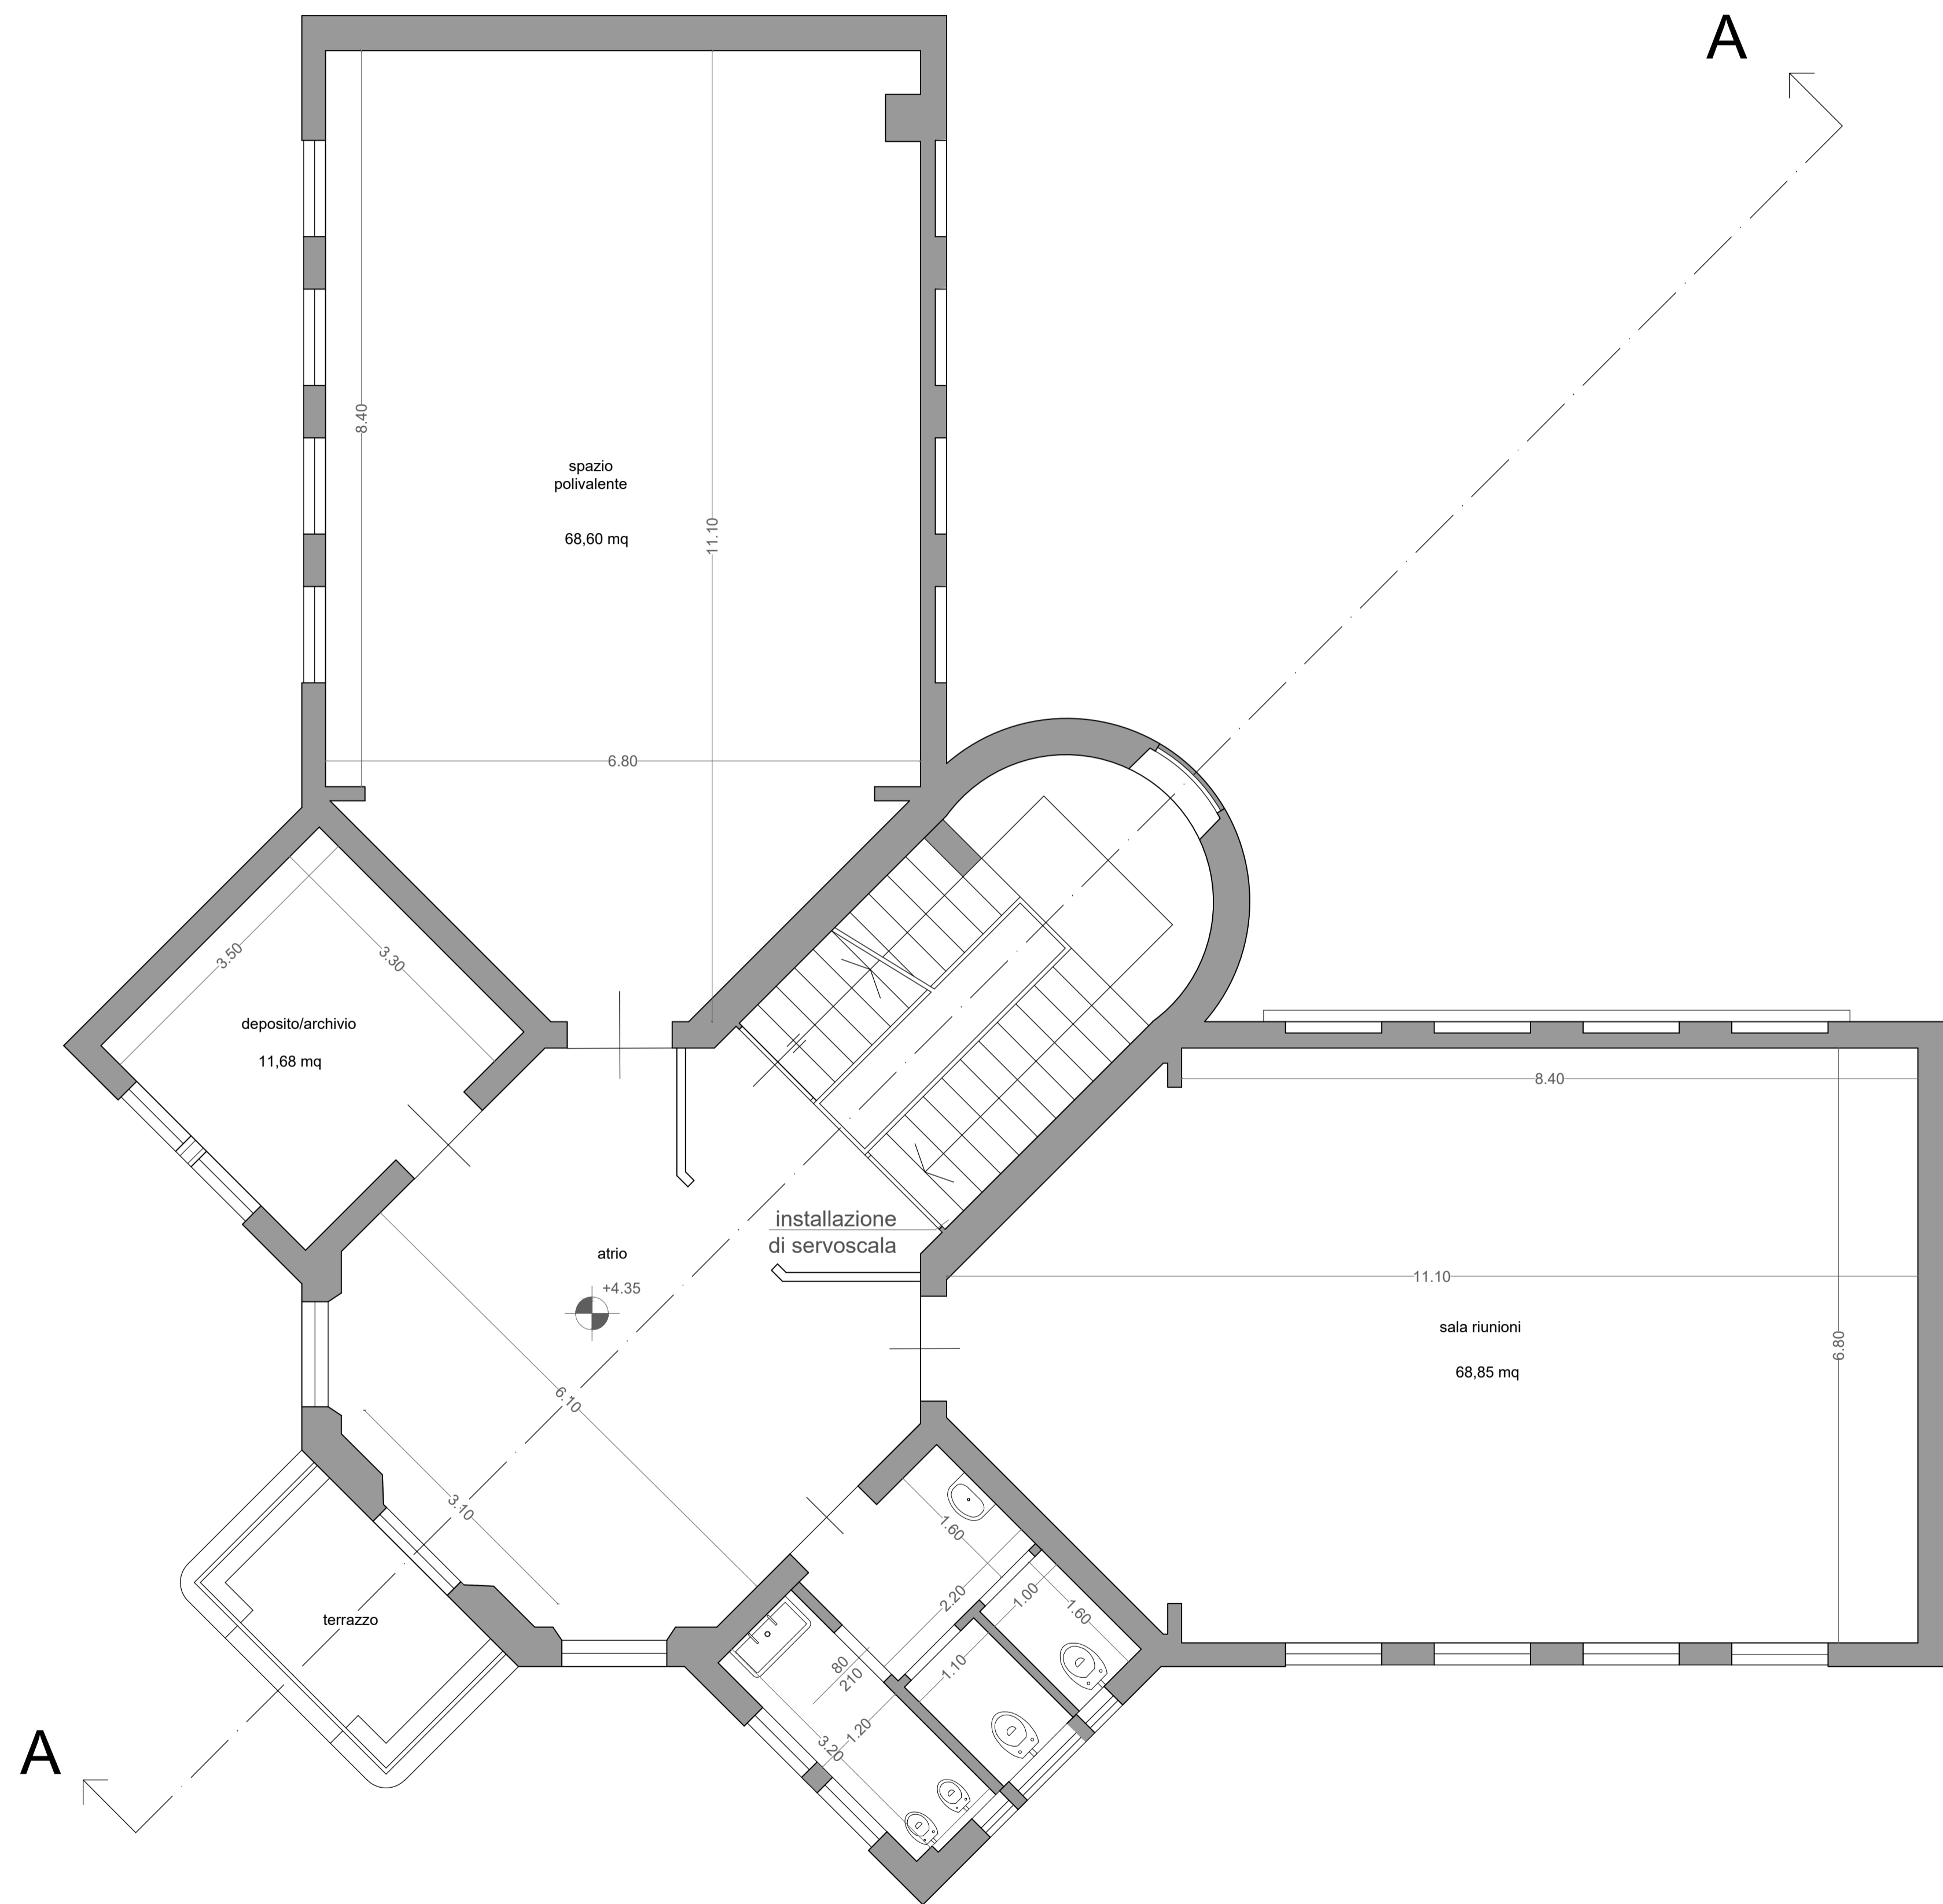 A
8.40
spazio
polivalente
68,60 mq
11.10
6.80
3.50
3.30
deposito/archivio
11,68 mq
8.40
installazione
di servoscala
atrio
+4.35
11.10
sala riunioni
68,85 mq
6.80
6.10
3.10
1.60
2.20
1.00
1.60
terrazzo
80
210
1.10
1.20
3.20
A